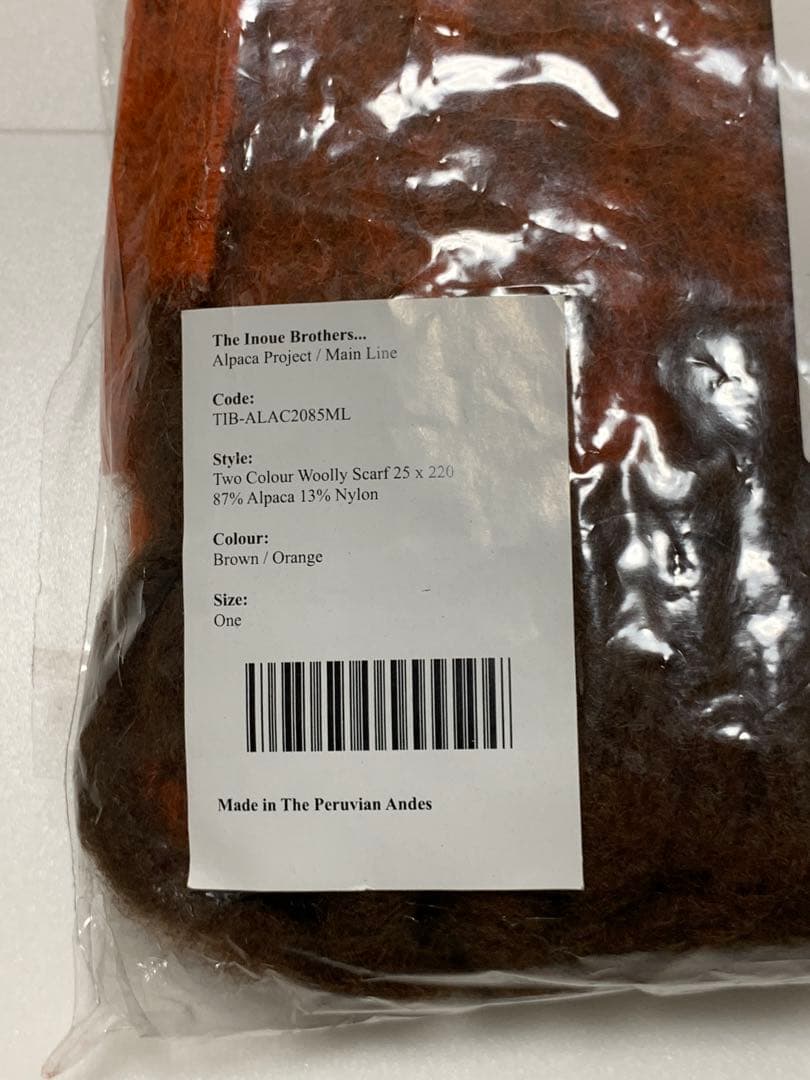 The Inoue Brothers...
Alpaca Project / Main Line
Code:
TIB-ALAC2085ML
Style:
Two Colour Woolly Scarf 25 x 220
87% Alpaca 13% Nylon
Colour:
Brown / Orange
Size:
One
Made in The Peruvian Andes